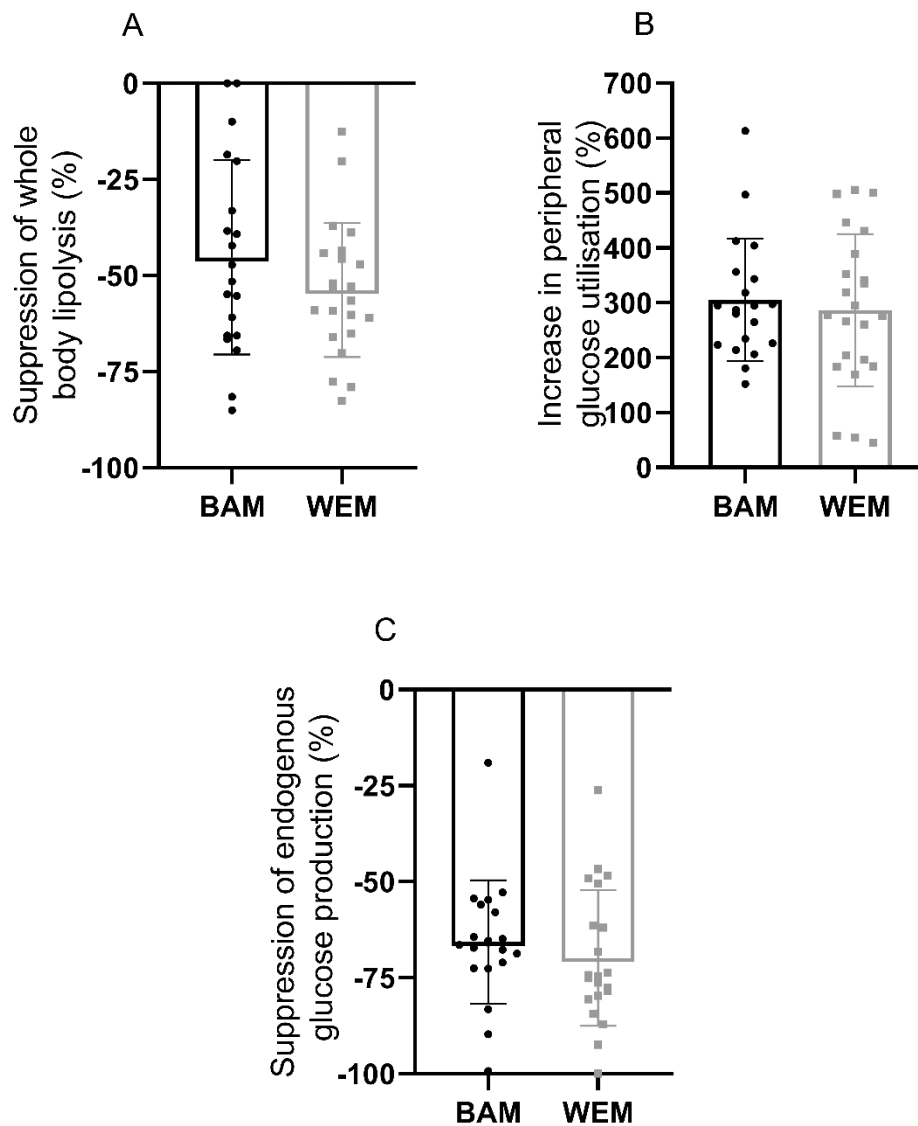 A
Suppression of whole
body lipolysis (%)
0
-25
-50
-75
-100
BAM WEM
B
Increase in peripheral
glucose utilisation (%)
700
600
500
400
300
200
100
0
BAM WEM
C
Suppression of endogenous
glucose production (%)
0
-25
-50
-75
-100
BAM WEM